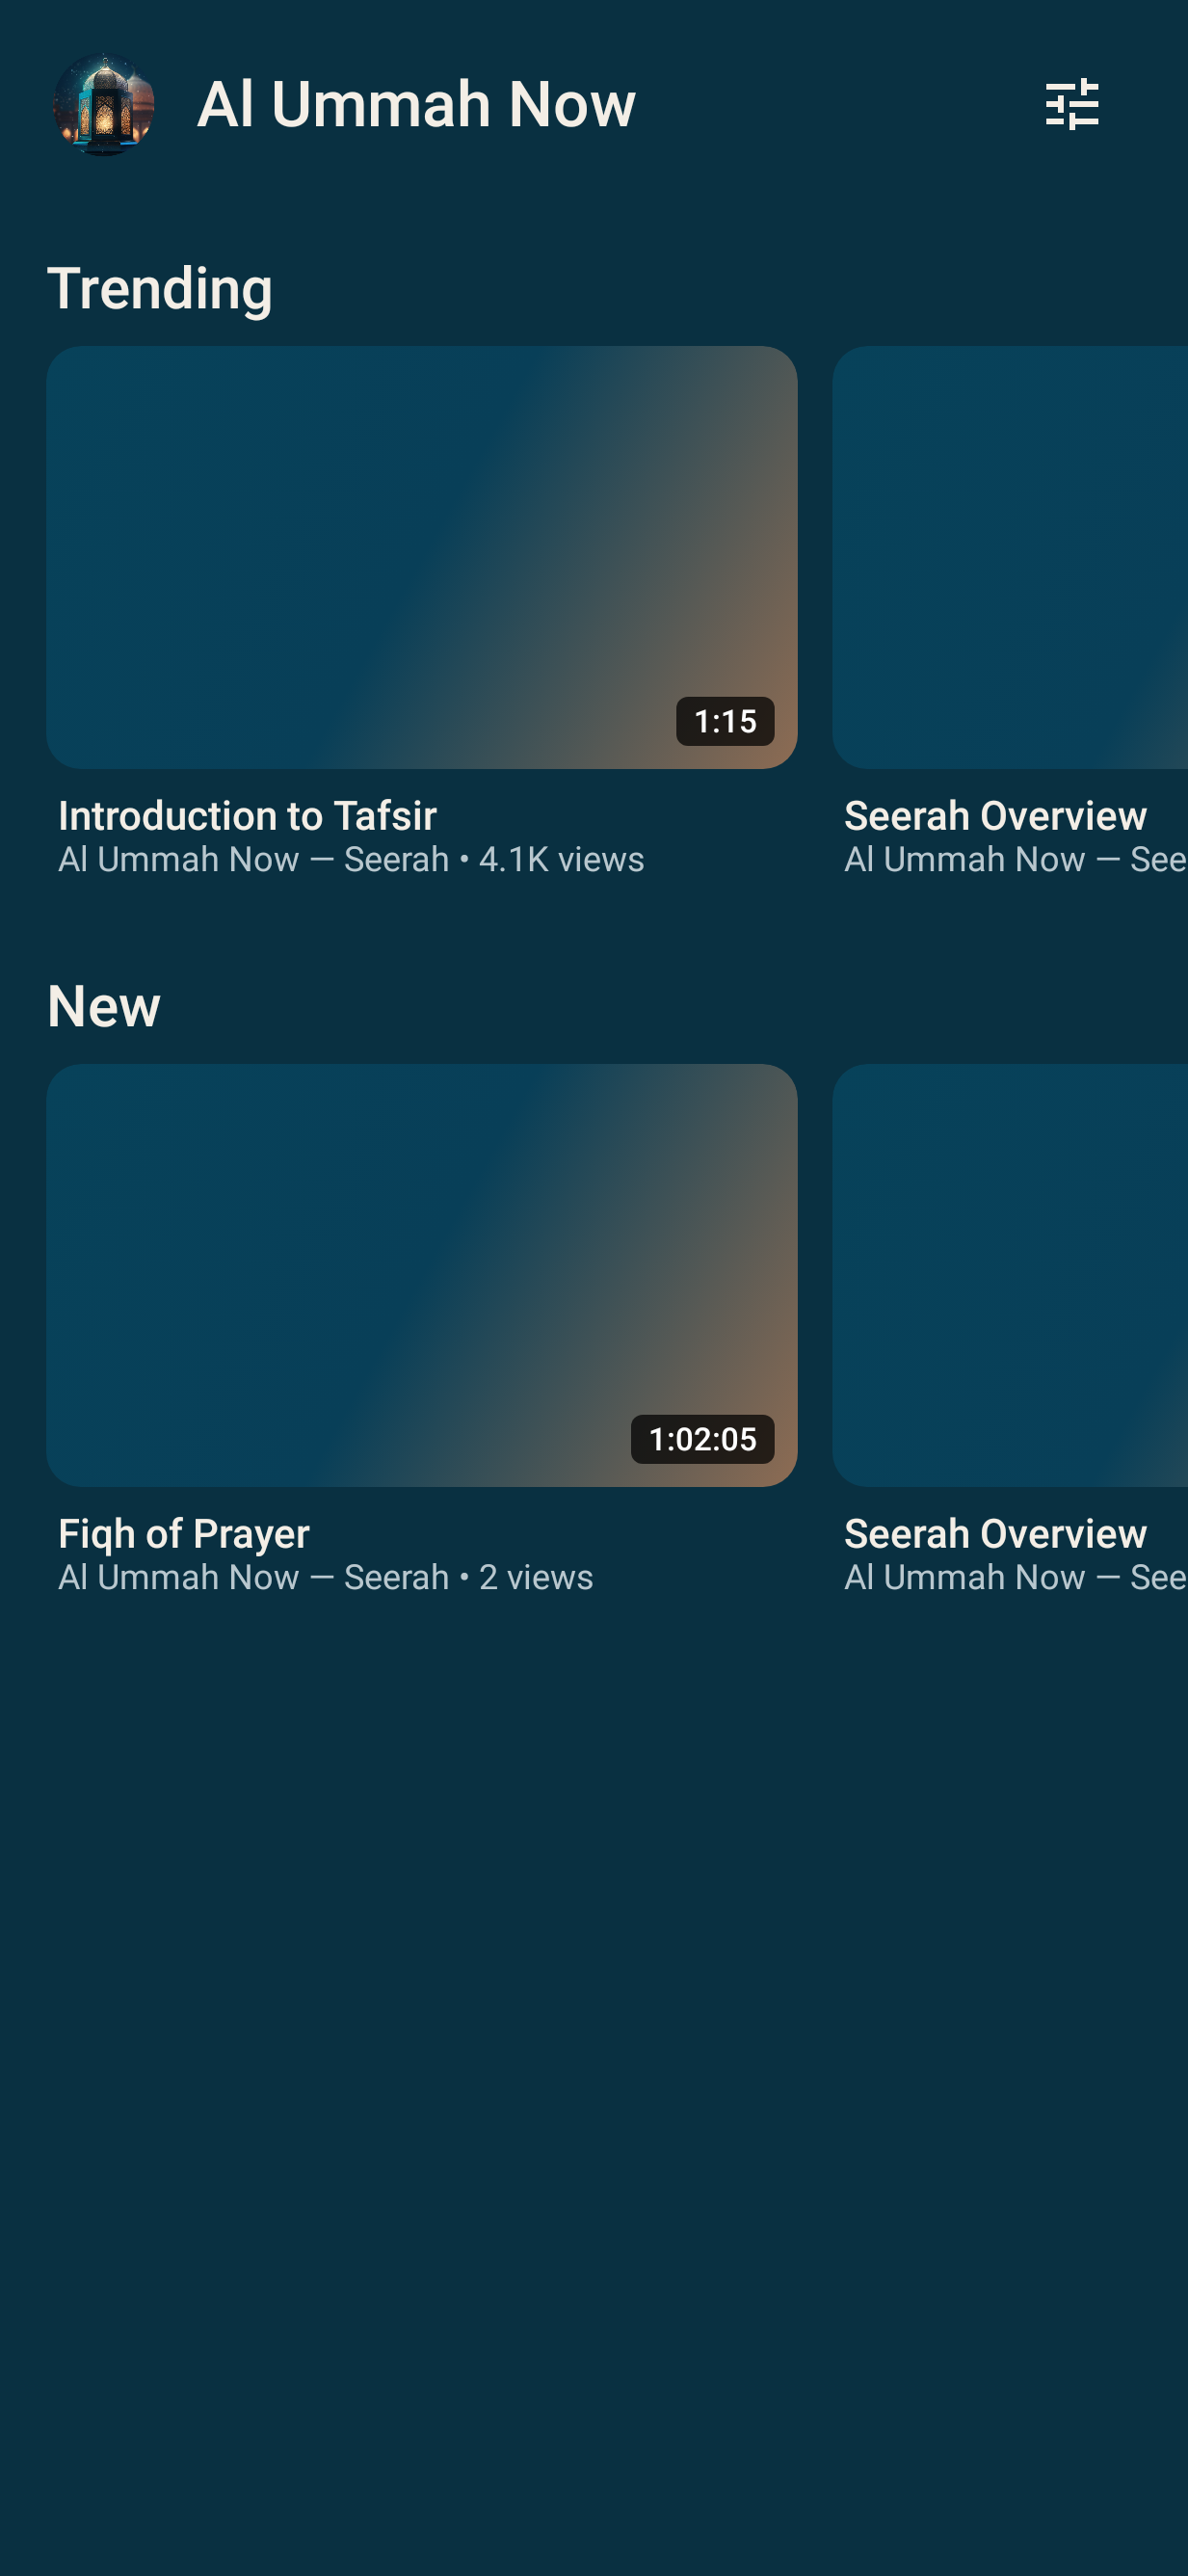 Al Ummah Now
Trending
1:15
Introduction to Tafsir
Al Ummah Now — Seerah • 4.1K views
Seerah Overview
Al Ummah Now — See
New
1:02:05
Fiqh of Prayer
Al Ummah Now — Seerah • 2 views
Seerah Overview
Al Ummah Now — See